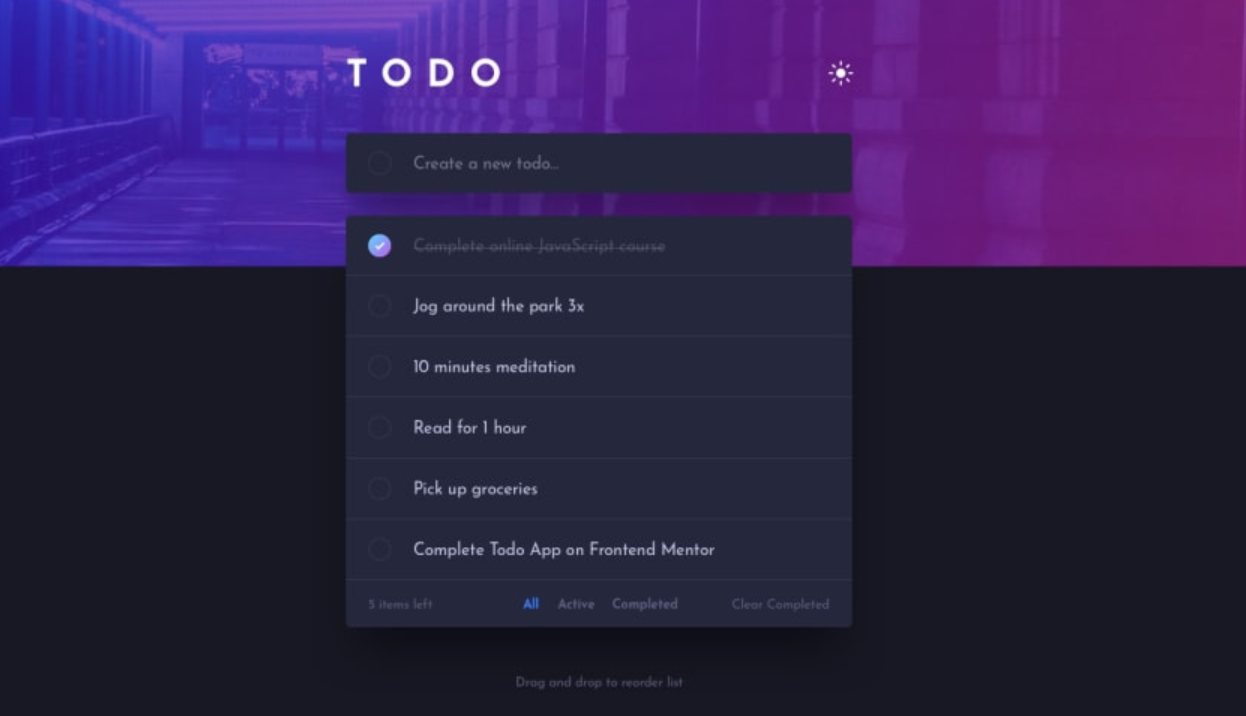 TODO
Create a new todo...
Complete online JavaScript course
Jog around the park 3x
10 minutes meditation
Read for 1 hour
Pick up groceries
Complete Todo App on Frontend Mentor
5 items left All Active Completed Clear Completed
Drag and drop to reorder list